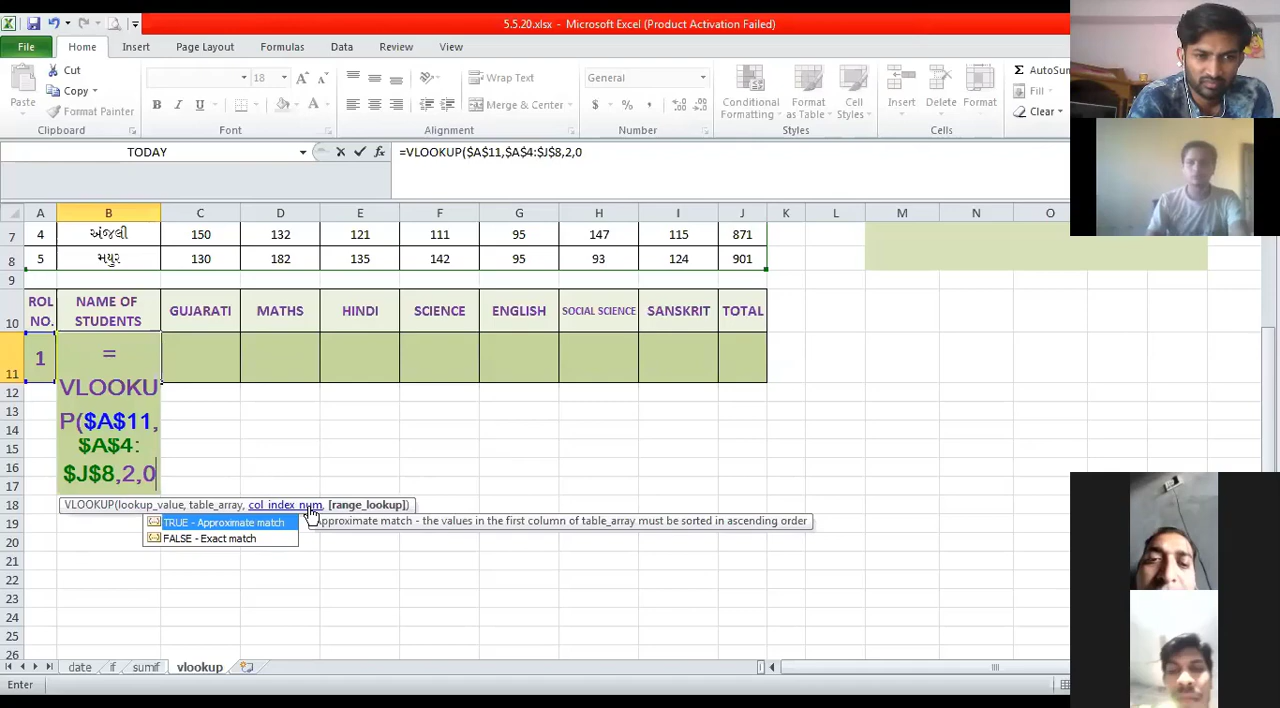 5.5.20.xlsx - Microsoft Excel (Product Activation Failed)
File Home Insert Page Layout Formulas Data Review View
Paste Cut Copy Format Painter Clipboard
18 B I U Font
Wrap Text Merge & Center Alignment
General $ % , Number
Conditional Formatting Format as Table Cell Styles Styles
Insert Delete Format Cells
Σ AutoSum Fill Clear
TODAY fx =VLOOKUP($A$11,$A$4:$J$8,2,0
A B C D E F G H I J K L M N O
7 4 અંજલી 150 132 121 111 95 147 115 871
8 5 મયુર 130 182 135 142 95 93 124 901
9
10 ROL NO. NAME OF STUDENTS GUJARATI MATHS HINDI SCIENCE ENGLISH SOCIAL SCIENCE SANSKRIT TOTAL
11 1 =
VLOOKU
P($A$11,
$A$4:
$J$8,2,0
12
13
14
15
16
17
18
VLOOKUP(lookup_value, table_array, col_index_num, [range_lookup])
TRUE - Approximate match
Approximate match - the values in the first column of table_array must be sorted in ascending order
FALSE - Exact match
19
20
21
22
23
24
25
26
date if sumif vlookup
Enter